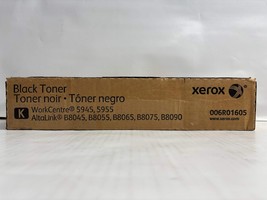 Black Toner
Toner noir • Tóner negro
K
WorkCentre® 5945, 5955
AltaLink® B8045, B8055, B8065, B8075, B8090
xerox
006R01605